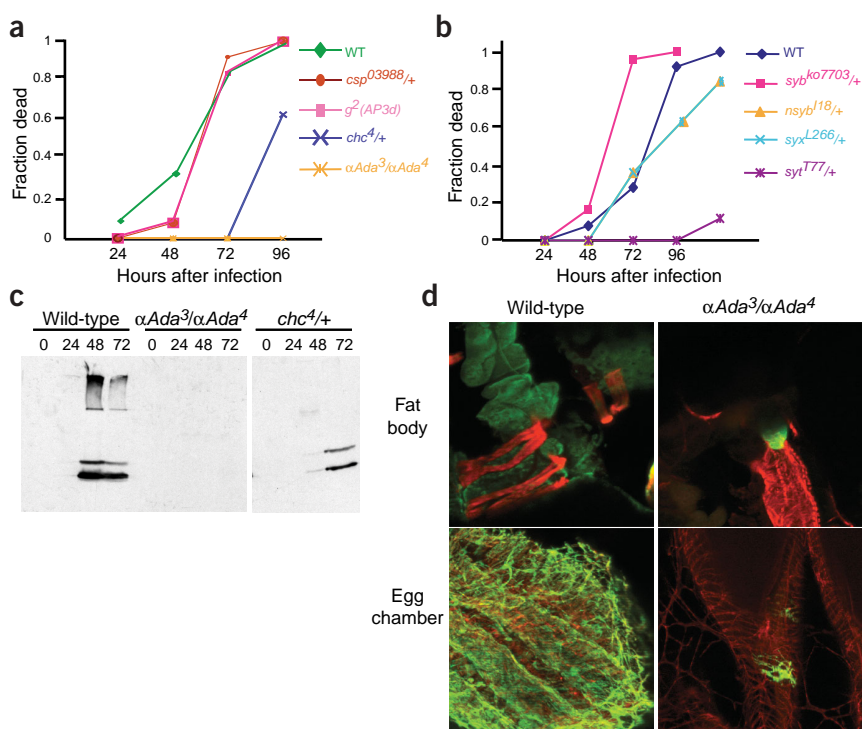 a
Fraction dead
1
0.8
0.6
0.4
0.2
0
24 48 72 96
Hours after infection
WT
csp03988/+
g2(AP3d)
chc4/+
αAda3/αAda4
b
Fraction dead
1
0.8
0.6
0.4
0.2
0
24 48 72 96
Hours after infection
WT
sybko7703/+
nsybI18/+
syxL266/+
sytT77/+
c
Wild-type αAda3/αAda4 chc4/+
0 24 48 72 0 24 48 72 0 24 48 72
d
Wild-type αAda3/αAda4
Fat
body
Egg
chamber